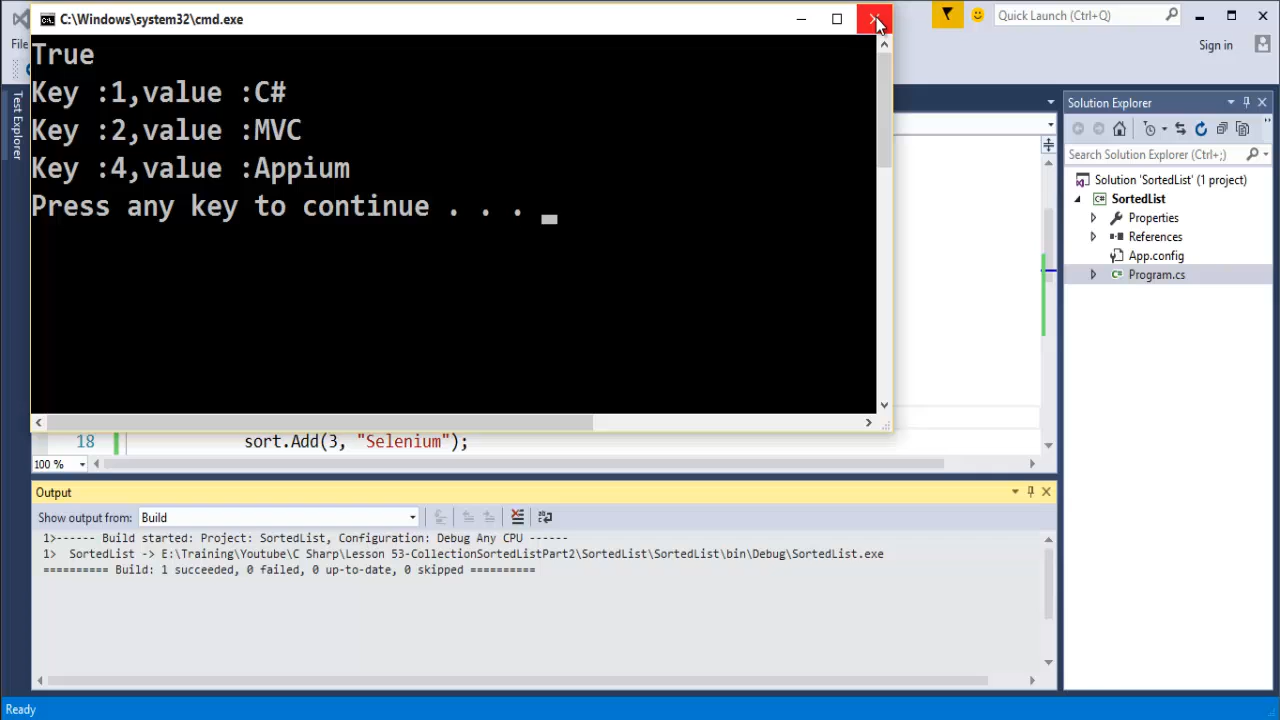 C:\Windows\system32\cmd.exe
True
Key :1,value :C#
Key :2,value :MVC
Key :4,value :Appium
Press any key to continue . . .
Quick Launch (Ctrl+Q)
Sign in
Test Explorer
18 sort.Add(3, "Selenium");
100 %
Output
Show output from: Build
1>------ Build started: Project: SortedList, Configuration: Debug Any CPU ------
1> SortedList -> E:\Training\Youtube\C Sharp\Lesson 53-CollectionSortedListPart2\SortedList\SortedList\bin\Debug\SortedList.exe
========== Build: 1 succeeded, 0 failed, 0 up-to-date, 0 skipped ==========
Solution Explorer
Search Solution Explorer (Ctrl+;)
Solution 'SortedList' (1 project)
SortedList
Properties
References
App.config
Program.cs
Ready